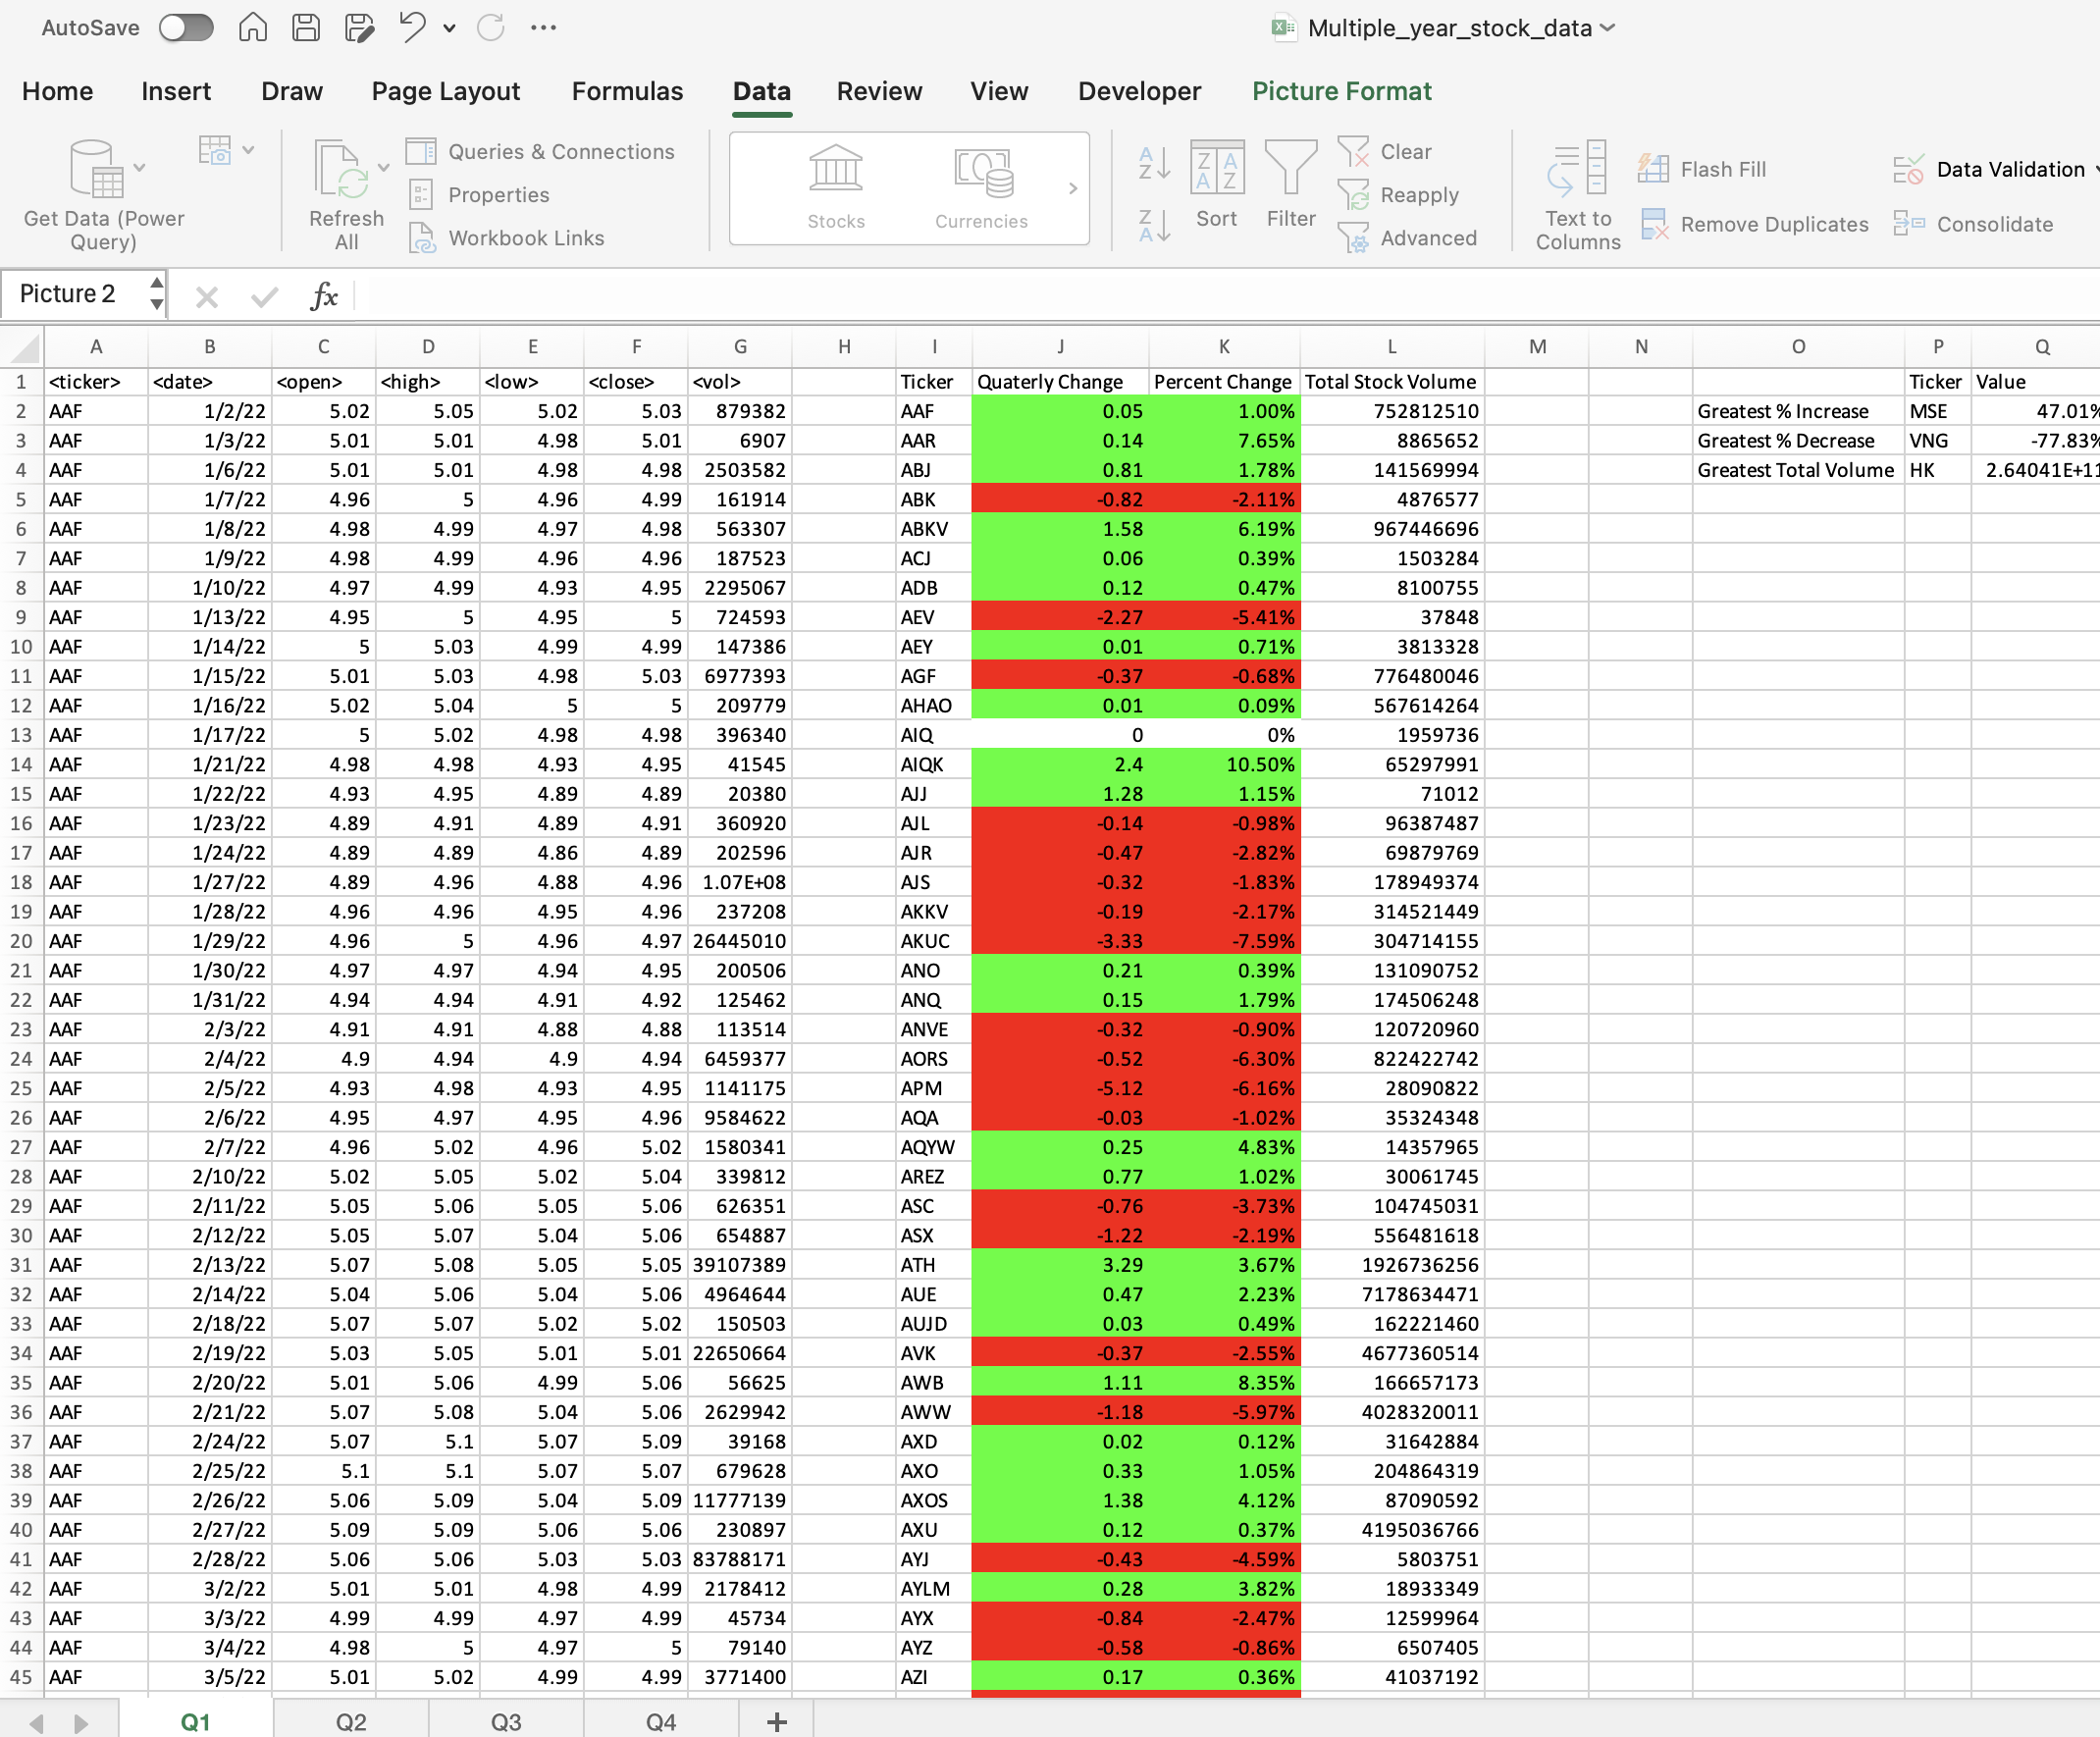 AutoSave Multiple_year_stock_data
Home Insert Draw Page Layout Formulas Data Review View Developer Picture Format
Get Data (Power Query)
Refresh All
Queries & Connections
Properties
Workbook Links
Stocks Currencies
Sort Filter
Clear
Reapply
Advanced
Text to Columns
Flash Fill
Remove Duplicates
Data Validation
Consolidate
Picture 2 fx
A B C D E F G H I J K L M N O P Q
1 <ticker> <date> <open> <high> <low> <close> <vol> Ticker Quaterly Change Percent Change Total Stock Volume Ticker Value
2 AAF 1/2/22 5.02 5.05 5.02 5.03 879382 AAF 0.05 1.00% 752812510 Greatest % Increase MSE 47.01%
3 AAF 1/3/22 5.01 5.01 4.98 5.01 6907 AAR 0.14 7.65% 8865652 Greatest % Decrease VNG -77.83%
4 AAF 1/6/22 5.01 5.01 4.98 4.98 2503582 ABJ 0.81 1.78% 141569994 Greatest Total Volume HK 2.64041E+11
5 AAF 1/7/22 4.96 5 4.96 4.99 161914 ABK -0.82 -2.11% 4876577
6 AAF 1/8/22 4.98 4.99 4.97 4.98 563307 ABKV 1.58 6.19% 967446696
7 AAF 1/9/22 4.98 4.99 4.96 4.96 187523 ACJ 0.06 0.39% 1503284
8 AAF 1/10/22 4.97 4.99 4.93 4.95 2295067 ADB 0.12 0.47% 8100755
9 AAF 1/13/22 4.95 5 4.95 5 724593 AEV -2.27 -5.41% 37848
10 AAF 1/14/22 5 5.03 4.99 4.99 147386 AEY 0.01 0.71% 3813328
11 AAF 1/15/22 5.01 5.03 4.98 5.03 6977393 AGF -0.37 -0.68% 776480046
12 AAF 1/16/22 5.02 5.04 5 5 209779 AHAO 0.01 0.09% 567614264
13 AAF 1/17/22 5 5.02 4.98 4.98 396340 AIQ 0 0% 1959736
14 AAF 1/21/22 4.98 4.98 4.93 4.95 41545 AIQK 2.4 10.50% 65297991
15 AAF 1/22/22 4.93 4.95 4.89 4.89 20380 AJJ 1.28 1.15% 71012
16 AAF 1/23/22 4.89 4.91 4.89 4.91 360920 AJL -0.14 -0.98% 96387487
17 AAF 1/24/22 4.89 4.89 4.86 4.89 202596 AJR -0.47 -2.82% 69879769
18 AAF 1/27/22 4.89 4.96 4.88 4.96 1.07E+08 AJS -0.32 -1.83% 178949374
19 AAF 1/28/22 4.96 4.96 4.95 4.96 237208 AKKV -0.19 -2.17% 314521449
20 AAF 1/29/22 4.96 5 4.96 4.97 26445010 AKUC -3.33 -7.59% 304714155
21 AAF 1/30/22 4.97 4.97 4.94 4.95 200506 ANO 0.21 0.39% 131090752
22 AAF 1/31/22 4.94 4.94 4.91 4.92 125462 ANQ 0.15 1.79% 174506248
23 AAF 2/3/22 4.91 4.91 4.88 4.88 113514 ANVE -0.32 -0.90% 120720960
24 AAF 2/4/22 4.9 4.94 4.9 4.94 6459377 AORS -0.52 -6.30% 822422742
25 AAF 2/5/22 4.93 4.98 4.93 4.95 1141175 APM -5.12 -6.16% 28090822
26 AAF 2/6/22 4.95 4.97 4.95 4.96 9584622 AQA -0.03 -1.02% 35324348
27 AAF 2/7/22 4.96 5.02 4.96 5.02 1580341 AQYW 0.25 4.83% 14357965
28 AAF 2/10/22 5.02 5.05 5.02 5.04 339812 AREZ 0.77 1.02% 30061745
29 AAF 2/11/22 5.05 5.06 5.05 5.06 626351 ASC -0.76 -3.73% 104745031
30 AAF 2/12/22 5.05 5.07 5.04 5.06 654887 ASX -1.22 -2.19% 556481618
31 AAF 2/13/22 5.07 5.08 5.05 5.05 39107389 ATH 3.29 3.67% 1926736256
32 AAF 2/14/22 5.04 5.06 5.04 5.06 4964644 AUE 0.47 2.23% 7178634471
33 AAF 2/18/22 5.07 5.07 5.02 5.02 150503 AUJD 0.03 0.49% 162221460
34 AAF 2/19/22 5.03 5.05 5.01 5.01 22650664 AVK -0.37 -2.55% 4677360514
35 AAF 2/20/22 5.01 5.06 4.99 5.06 56625 AWB 1.11 8.35% 166657173
36 AAF 2/21/22 5.07 5.08 5.04 5.06 2629942 AWW -1.18 -5.97% 4028320011
37 AAF 2/24/22 5.07 5.1 5.07 5.09 39168 AXD 0.02 0.12% 31642884
38 AAF 2/25/22 5.1 5.1 5.07 5.07 679628 AXO 0.33 1.05% 204864319
39 AAF 2/26/22 5.06 5.09 5.04 5.09 11777139 AXOS 1.38 4.12% 87090592
40 AAF 2/27/22 5.09 5.09 5.06 5.06 230897 AXU 0.12 0.37% 4195036766
41 AAF 2/28/22 5.06 5.06 5.03 5.03 83788171 AYJ -0.43 -4.59% 5803751
42 AAF 3/2/22 5.01 5.01 4.98 4.99 2178412 AYLM 0.28 3.82% 18933349
43 AAF 3/3/22 4.99 4.99 4.97 4.99 45734 AYX -0.84 -2.47% 12599964
44 AAF 3/4/22 4.98 5 4.97 5 79140 AYZ -0.58 -0.86% 6507405
45 AAF 3/5/22 5.01 5.02 4.99 4.99 3771400 AZI 0.17 0.36% 41037192
Q1 Q2 Q3 Q4 +